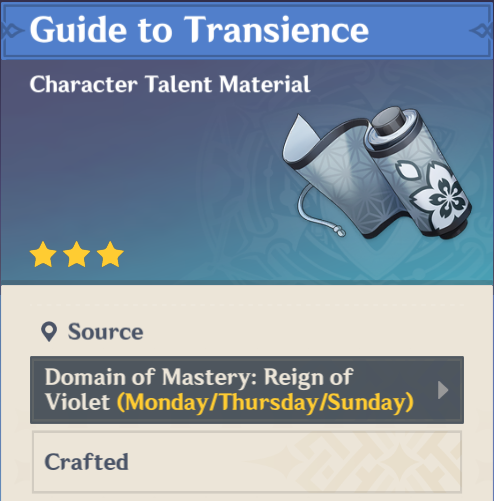 Guide to Transience
Character Talent Material
Source
Domain of Mastery: Reign of
Violet (Monday/Thursday/Sunday)
Crafted